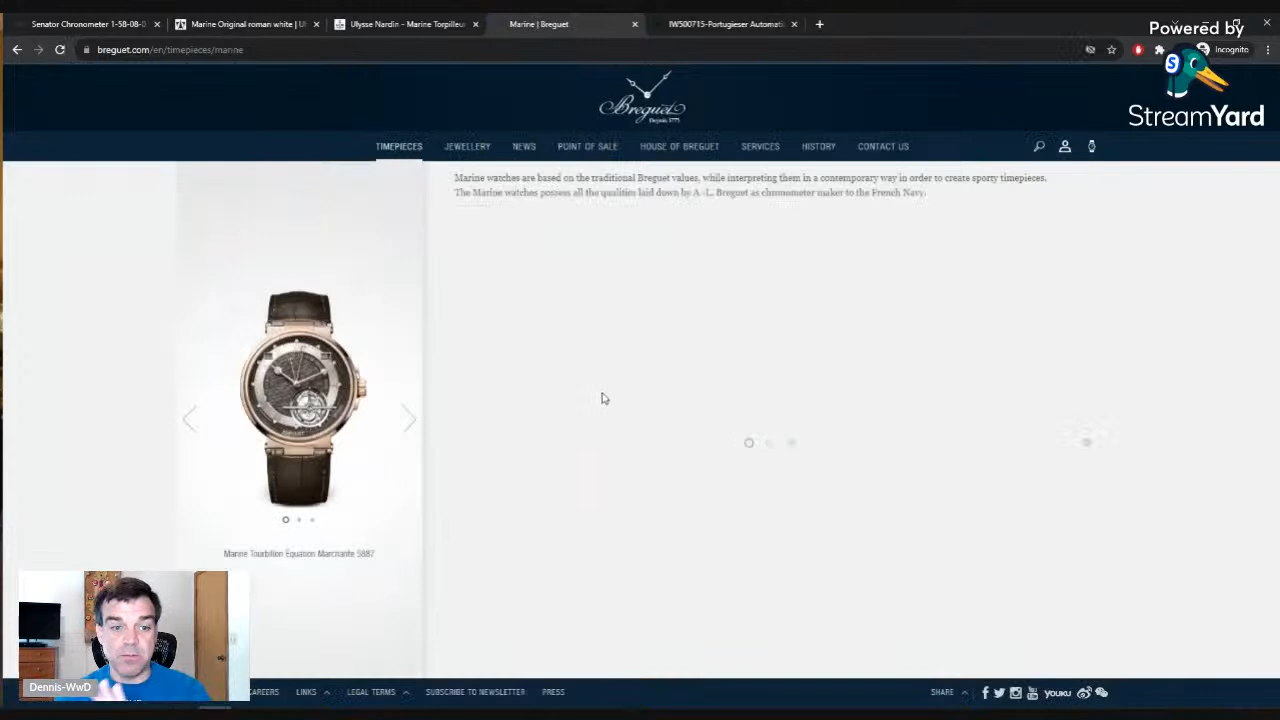 Senator Chronometer 1-58-08-0
Marine Original roman white | Ul
Ulysse Nardin - Marine Torpilleur
Marine | Breguet
IW500715-Portugieser Automati
Powered by
breguet.com/en/timepieces/marine
Incognito
S
StreamYard
Breguet
Depuis 1775
TIMEPIECES
JEWELLERY
NEWS
POINT OF SALE
HOUSE OF BREGUET
SERVICES
HISTORY
CONTACT US
Marine watches are based on the traditional Breguet values, while interpreting them in a contemporary way in order to create sporty timepieces.
The Marine watches possess all the qualities laid down by A.-L. Breguet as chronometer maker to the French Navy.
BREGUET
Marine Tourbillon Équation Marchante 5887
Dennis-WwD
CAREERS
LINKS
LEGAL TERMS
SUBSCRIBE TO NEWSLETTER
PRESS
SHARE
YOUKU